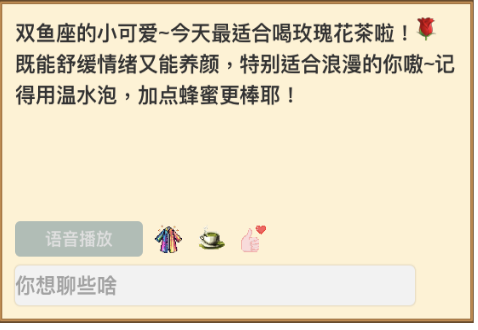 双鱼座的小可爱~今天最适合喝玫瑰花茶啦！🌹
既能舒缓情绪又能养颜，特别适合浪漫的你嗷~记
得用温水泡，加点蜂蜜更棒耶！
语音播放
你想聊些啥